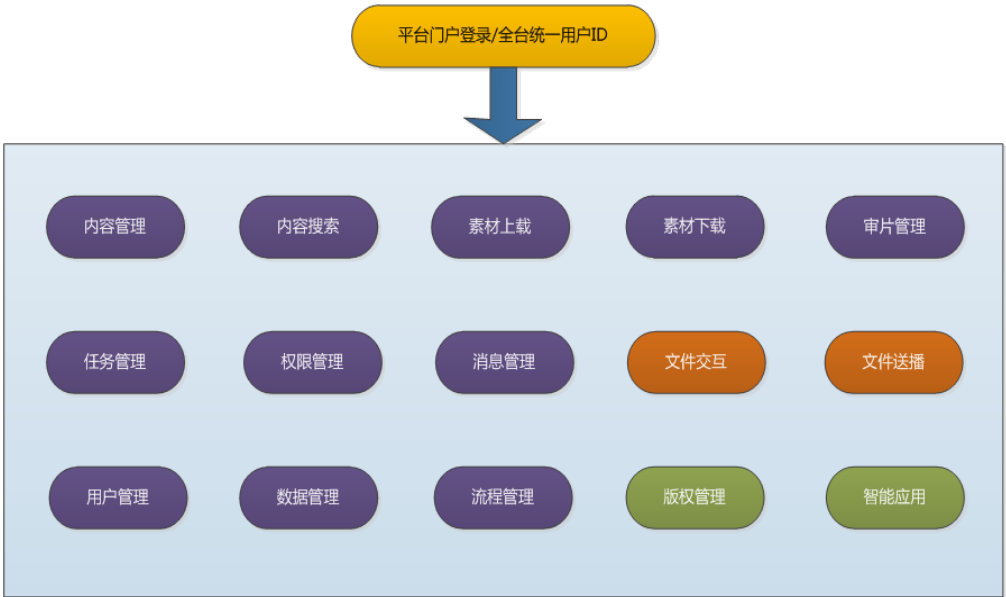 平台门户登录/全台统一用户ID
内容管理
内容搜索
素材上载
素材下载
审片管理
任务管理
权限管理
消息管理
文件交互
文件送播
用户管理
数据管理
流程管理
版权管理
智能应用